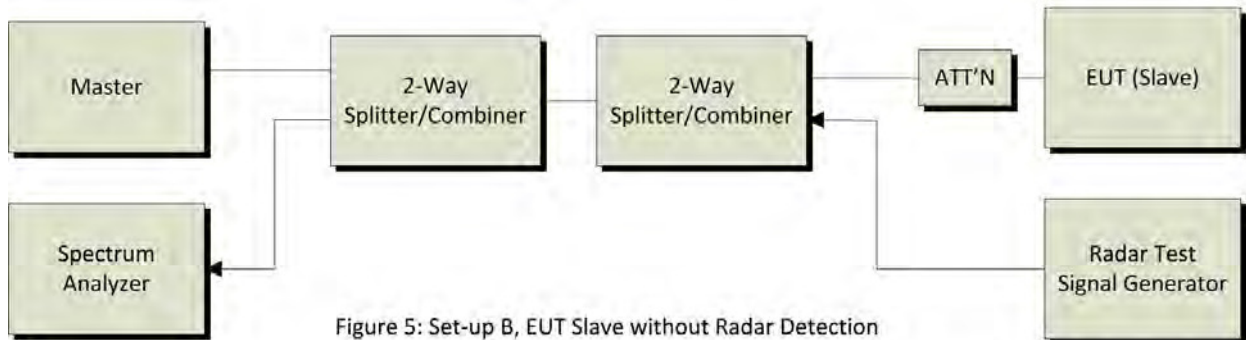 Master
2-Way
Splitter/Combiner
2-Way
Splitter/Combiner
ATT'N
EUT (Slave)
Spectrum
Analyzer
Radar Test
Signal Generator
Figure 5: Set-up B, EUT Slave without Radar Detection